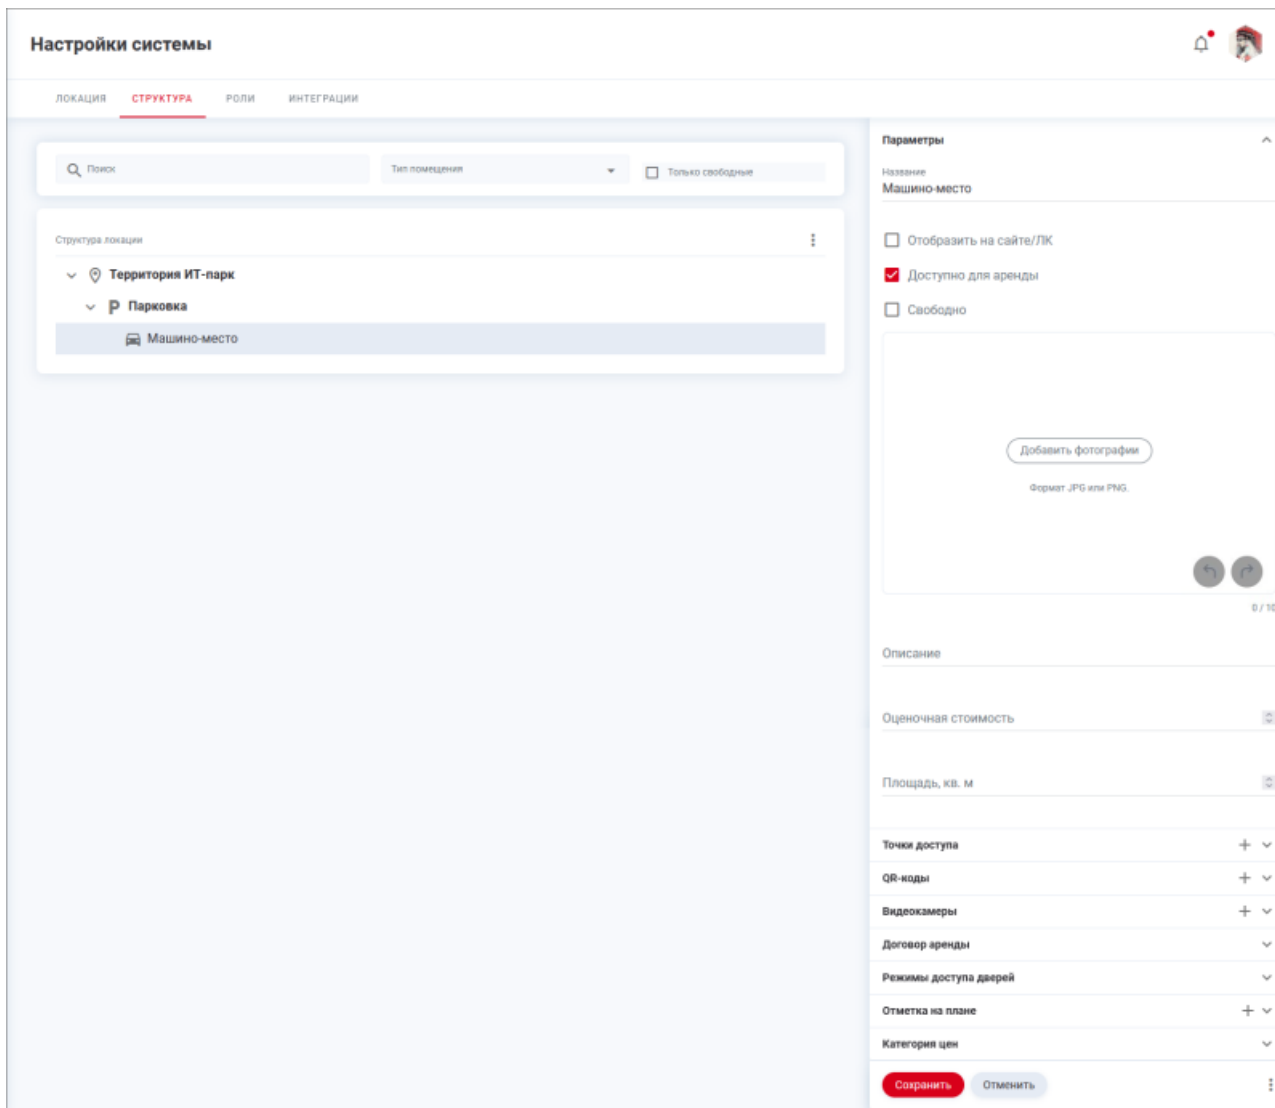 Настройки системы
ЛОКАЦИЯ СТРУКТУРА РОЛИ ИНТЕГРАЦИИ
Поиск Тип помещения Только свободные
Структура локации
Территория ИТ-парк
P Парковка
Машино-место
Параметры
Название
Машино-место
Отобразить на сайте/ЛК
Доступно для аренды
Свободно
Добавить фотографии
Формат JPG или PNG.
0 / 10
Описание
Оценочная стоимость
Площадь, кв. м
Точки доступа
QR-коды
Видеокамеры
Договор аренды
Режимы доступа дверей
Отметка на плане
Категория цен
Сохранить Отменить